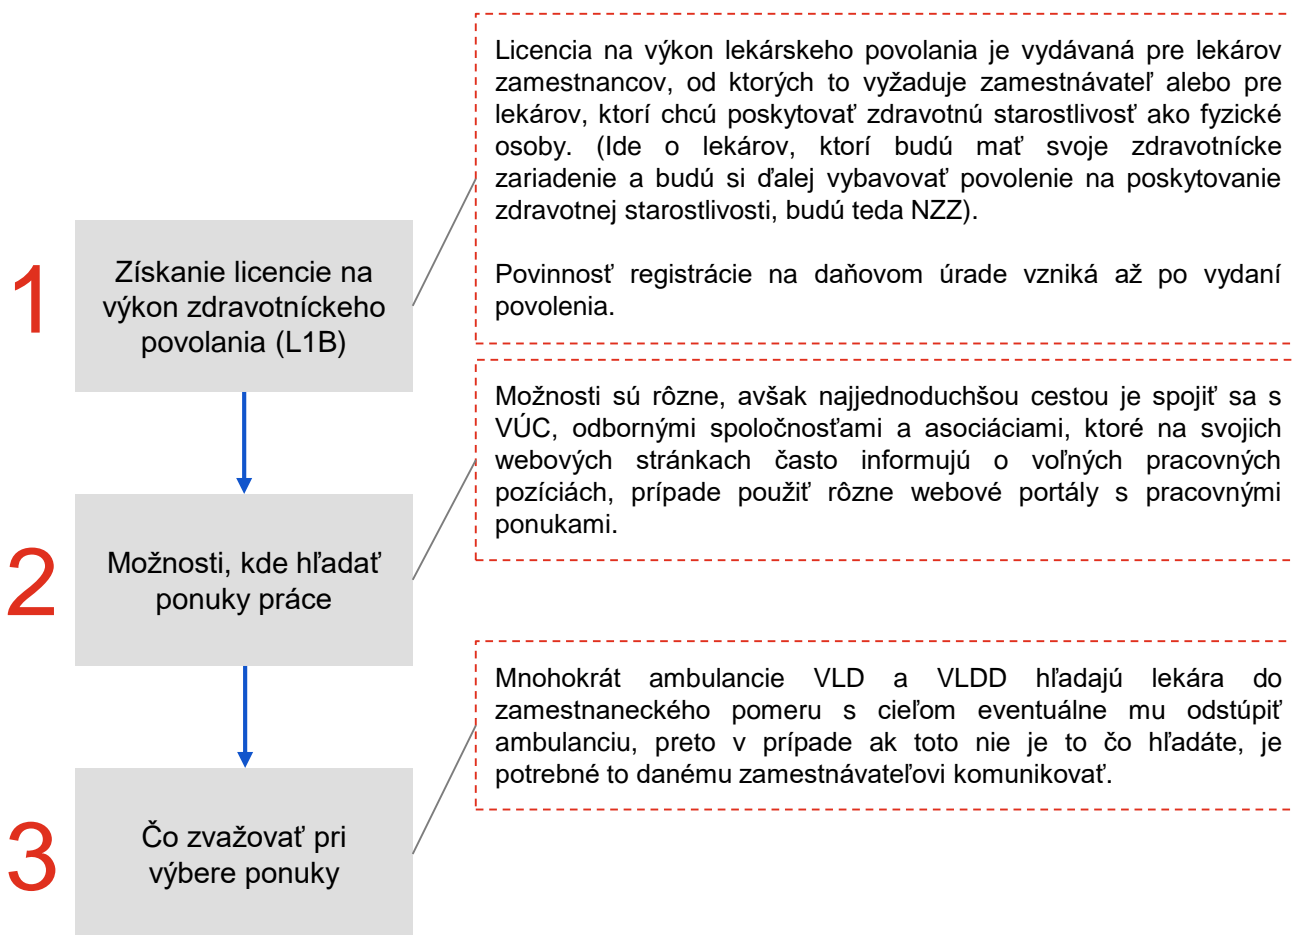 1
Získanie licencie na
výkon zdravotníckeho
povolania (L1B)
Licencia na výkon lekárskeho povolania je vydávaná pre lekárov
zamestnancov, od ktorých to vyžaduje zamestnávateľ alebo pre
lekárov, ktorí chcú poskytovať zdravotnú starostlivosť ako fyzické
osoby. (Ide o lekárov, ktorí budú mať svoje zdravotnícke
zariadenie a budú si ďalej vybavovať povolenie na poskytovanie
zdravotnej starostlivosti, budú teda NZZ).
Povinnosť registrácie na daňovom úrade vzniká až po vydaní
povolenia.
2
Možnosti, kde hľadať
ponuky práce
Možnosti sú rôzne, avšak najjednoduchšou cestou je spojiť sa s
VÚC, odbornými spoločnosťami a asociáciami, ktoré na svojich
webových stránkach často informujú o voľných pracovných
pozíciách, prípade použiť rôzne webové portály s pracovnými
ponukami.
3
Čo zvažovať pri
výbere ponuky
Mnohokrát ambulancie VLD a VLDD hľadajú lekára do
zamestnaneckého pomeru s cieľom eventuálne mu odstúpiť
ambulanciu, preto v prípade ak toto nie je to čo hľadáte, je
potrebné to danému zamestnávateľovi komunikovať.